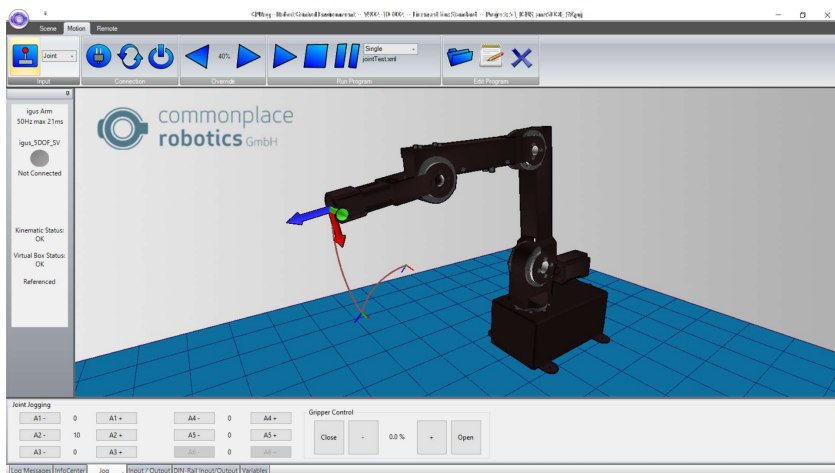 Scene Motion Remote
Joint
40%
Single
jointTest.xml
Input Connection Override Run Program Edit Program
igus Arm
50Hz max 21ms
igus_5DOF_SV
Not Connected
Kinematic Status:
OK
Virtual Box Status:
OK
Referenced
commonplace
robotics GmbH
Joint Jogging
A1 - 0 A1 + A4 - 0 A4 +
A2 - 10 A2 + A5 - 0 A5 +
A3 - 0 A3 + A6 - 0 A6 +
Gripper Control
Close - 0.0 % + Open
Log Messages InfoCenter Jog Input / Output DIN-Rail Input/Output Variables